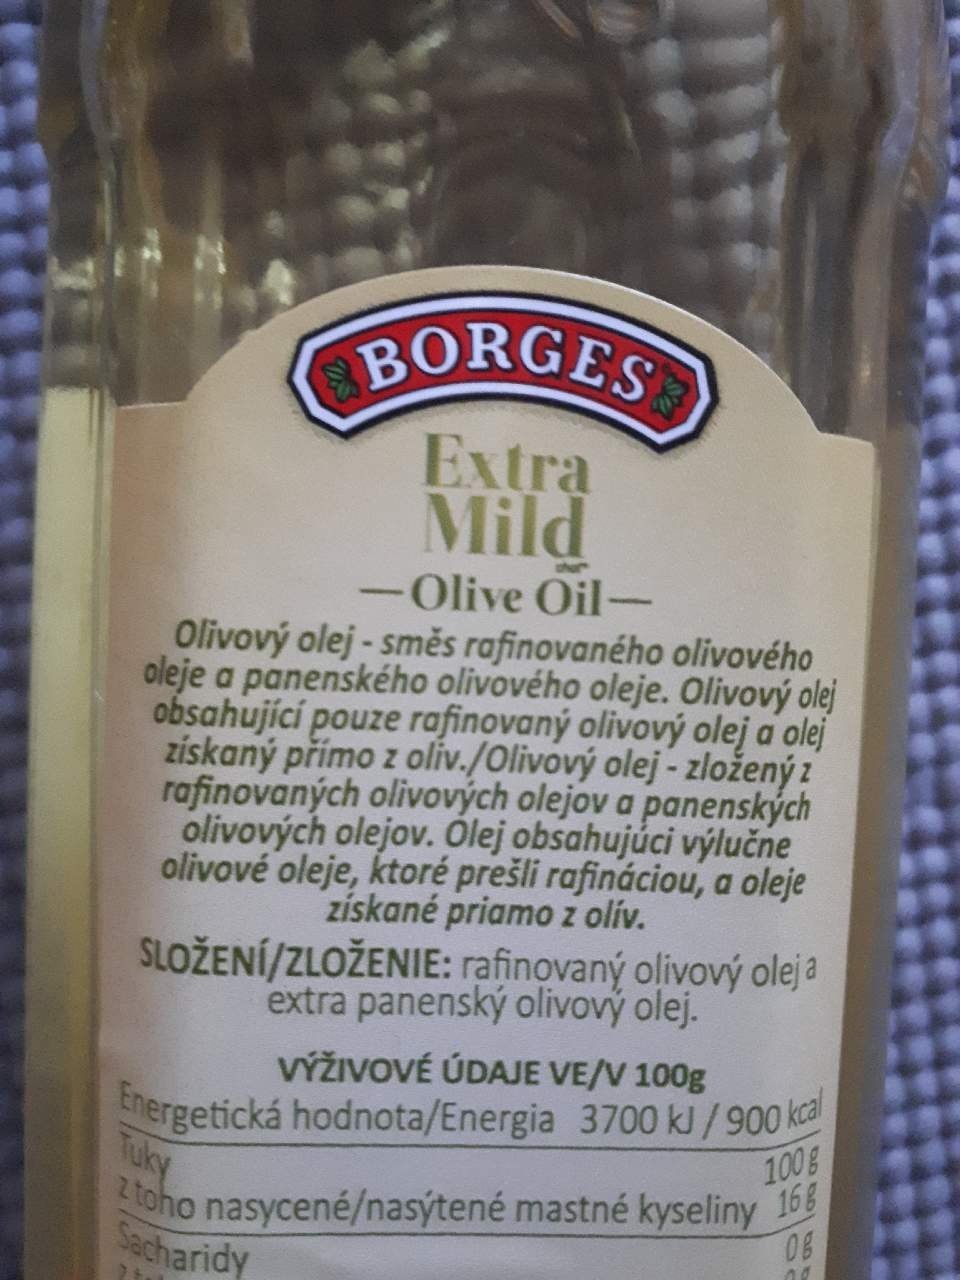 BORGES
Extra
Mild
Olive Oil
Olivový olej - směs rafinovaného olivového
oleje a panenského olivového oleje. Olivový olej
obsahující pouze rafinovaný olivový olej a olej
získaný přímo z oliv./Olivový olej - zložený z
rafinovaných olivových olejov a panenských
olivových olejov. Olej obsahujúci výlučne
olivové oleje, ktoré prešli rafináciou, a oleje
získané priamo z olív.
SLOŽENÍ/ZLOŽENIE: rafinovaný olivový olej a
extra panenský olivový olej.
VÝŽIVOVÉ ÚDAJE VE/V 100g
Energetická hodnota/Energia 3700 kJ / 900 kcal
Tuky 100 g
z toho nasycené/nasýtené mastné kyseliny 16 g
Sacharidy 0 g